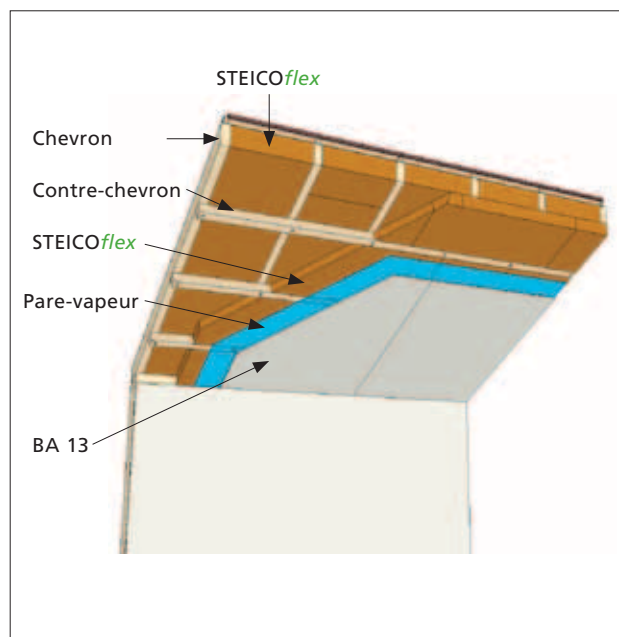 STEICOflex
Chevron
Contre-chevron
STEICOflex
Pare-vapeur
BA 13